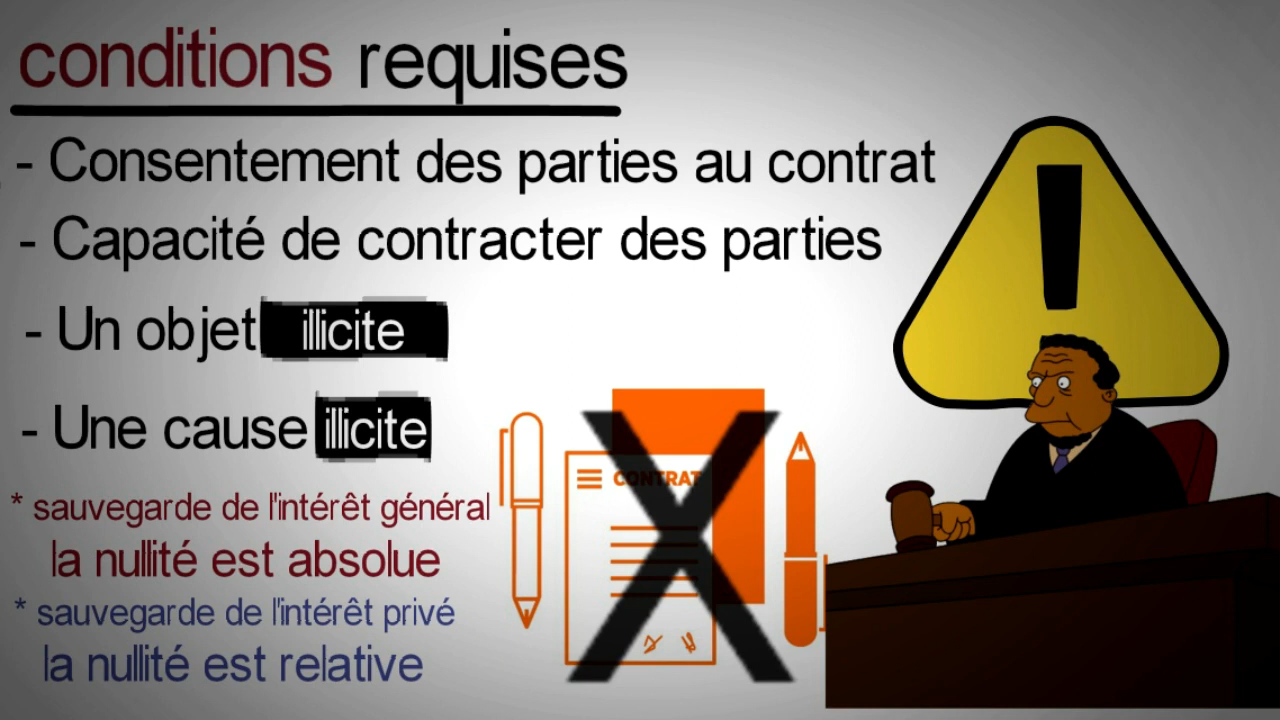 conditions requises
- Consentement des parties au contrat
- Capacité de contracter des parties
- Un objet illicite
- Une cause illicite
* sauvegarde de l'intérêt général
la nullité est absolue
* sauvegarde de l'intérêt privé
la nullité est relative
CONTRAT
!